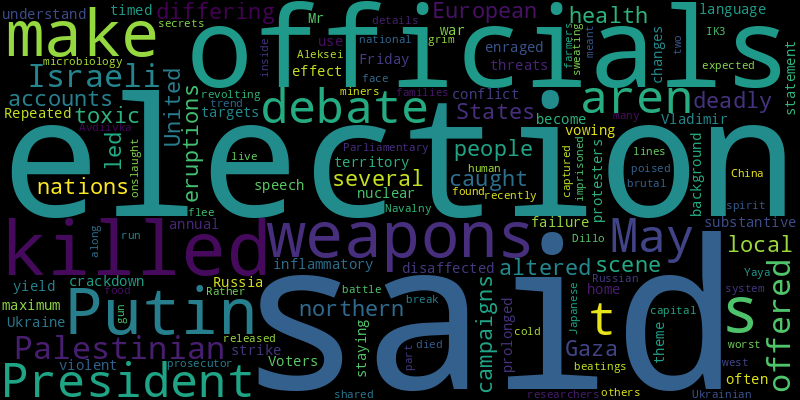 understand
timed
differing
European
health
language
make
secrets
Mr
details
officials
war
inside
use
Aleksei
national
Friday
grim
enraged
farmers
sweating
meant
changes
two
IK3
expected
statement
microbiology
Israelid
effect
face
threats
accounts
United
revolting
miners
families
conflict
States
aren
deadly
Repeated
toxic
trend
targets
debate
become
many
Vladimir
Avdiivka
led
onslaught
eruptions
territory
Parliamentary
people
vowing
protesters
lines
background
election
live
speech
several
nuclear
caught
human
found
recently
captured
imprisoned
poised
brutal
China
nations
flee
Navalny
spirit
killed
annual
weapons
failure
May
substantive
along
run
Dillo
local
inflammatory
disaffected
altered
scene
yield
crackdown
Russia
battle
campaigns
Russian
home
Yaya
system
maximum
food
Rather
northern
break
prolonged
Japanese
capital
offered
Putin
gun
said
t
s
Ukraine
released
staying
cold
theme
worst
Palestinian
strike
Voters
part
died
Gaza
west
violent
prosecutor
beatings
often
President
shared
researchers
others
Ukrainian